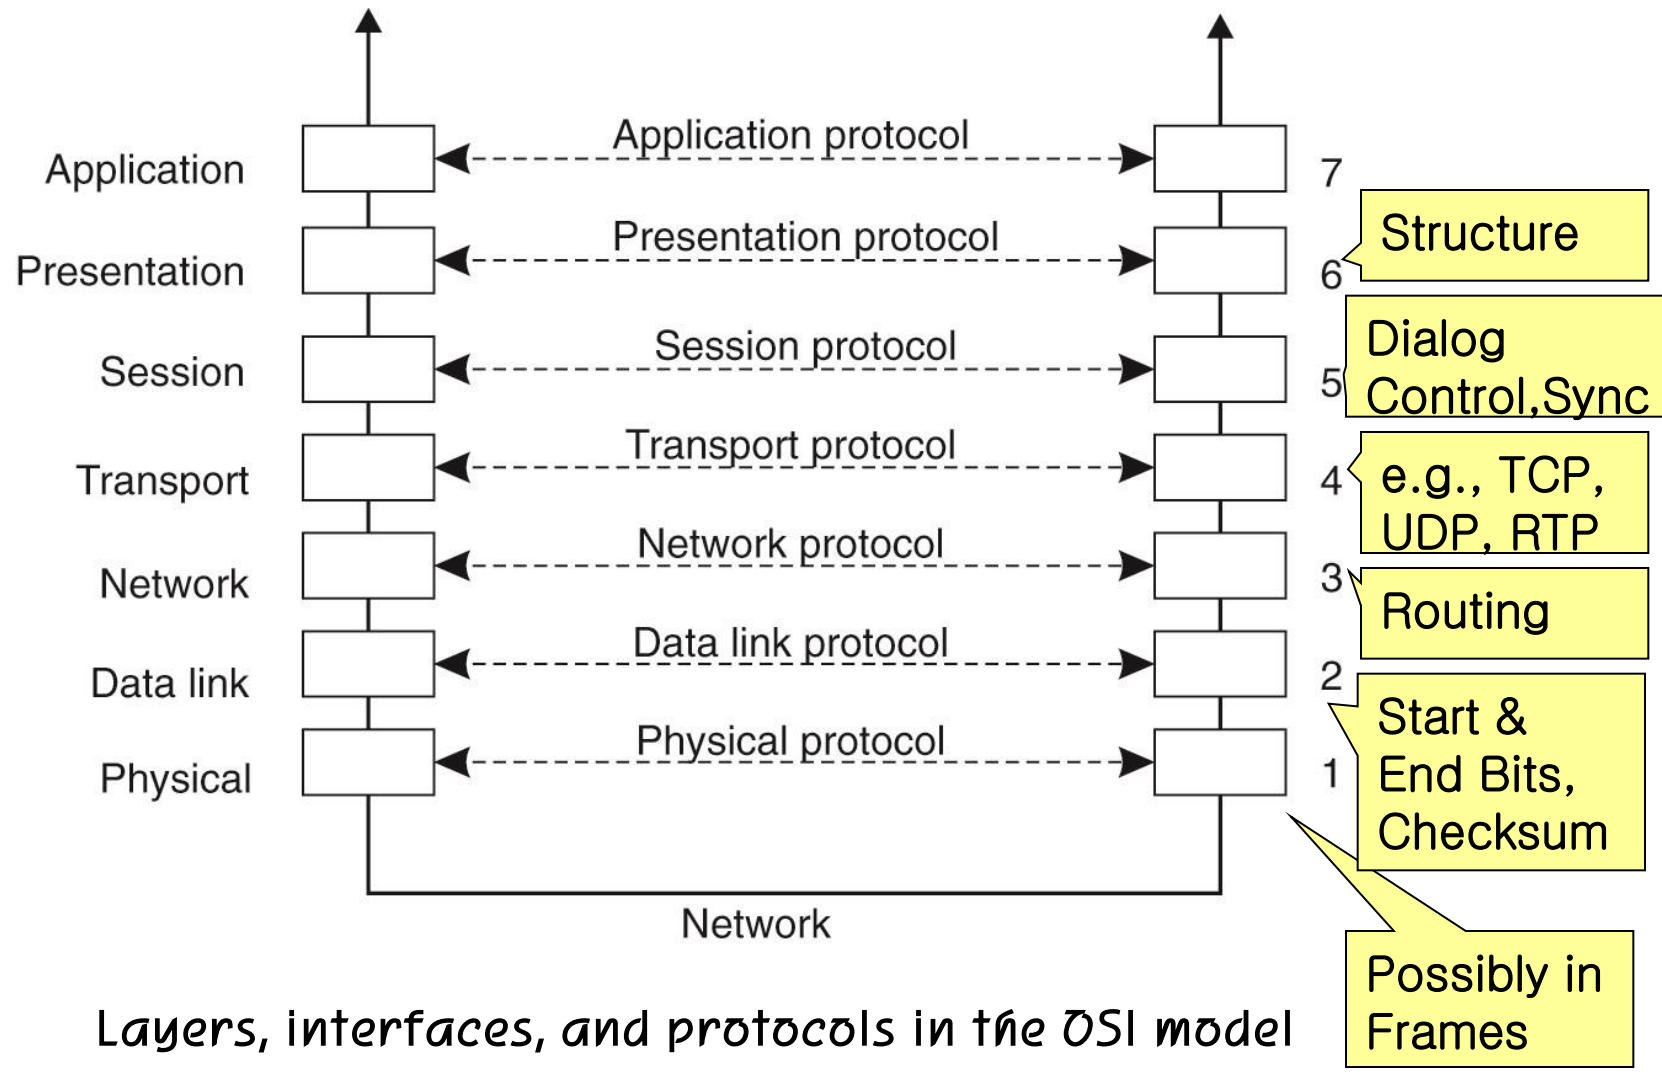 Application
Application protocol
7
Structure
Presentation
Presentation protocol
6
Dialog
Control,Sync
Session
Session protocol
5
Transport
Transport protocol
4
e.g., TCP,
UDP, RTP
Network
Network protocol
3
Routing
Data link
Data link protocol
2
Start &
End Bits,
Checksum
Physical
Physical protocol
1
Network
Possibly in
Frames
Layers, interfaces, and protocols in the OSI model